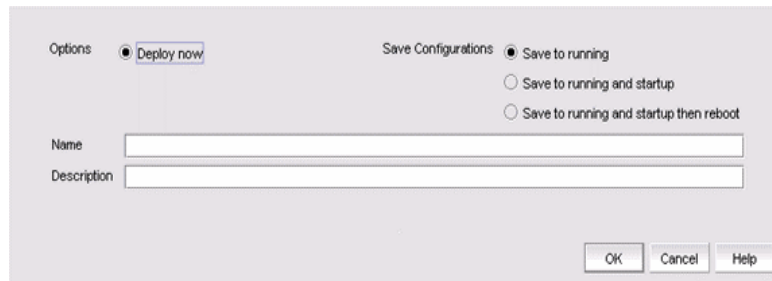 Options Deploy now Save Configurations Save to running
Save to running and startup
Save to running and startup then reboot
Name
Description
OK Cancel Help